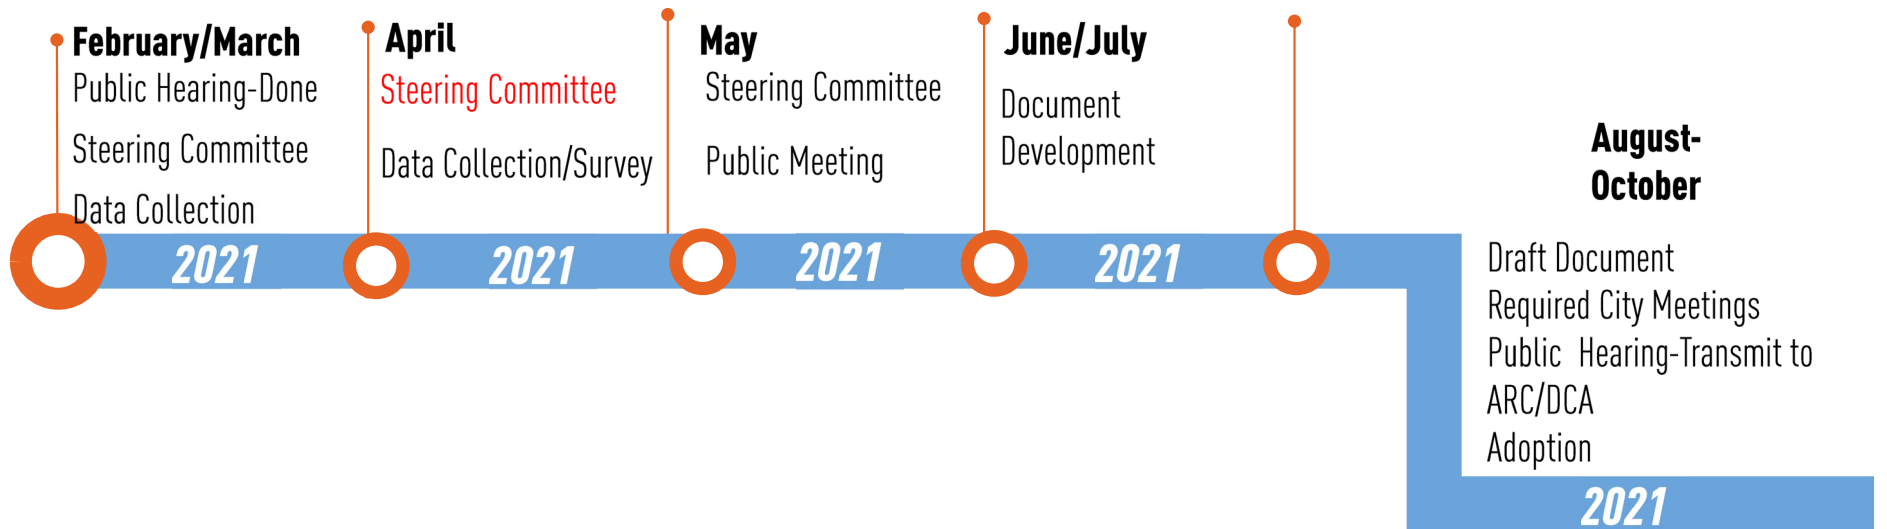 February/March
Public Hearing-Done
Steering Committee
Data Collection
2021
April
Steering Committee
Data Collection/Survey
2021
May
Steering Committee
Public Meeting
2021
June/July
Document
Development
2021
August-
October
Draft Document
Required City Meetings
Public Hearing-Transmit to
ARC/DCA
Adoption
2021